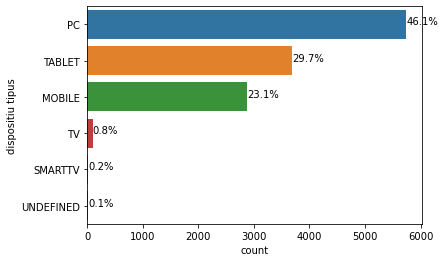 PC 46.1%
TABLET 29.7%
MOBILE 23.1%
TV 0.8%
SMARTTV 0.2%
UNDEFINED 0.1%
dispositiu tipus
0 1000 2000 3000 4000 5000 6000
count